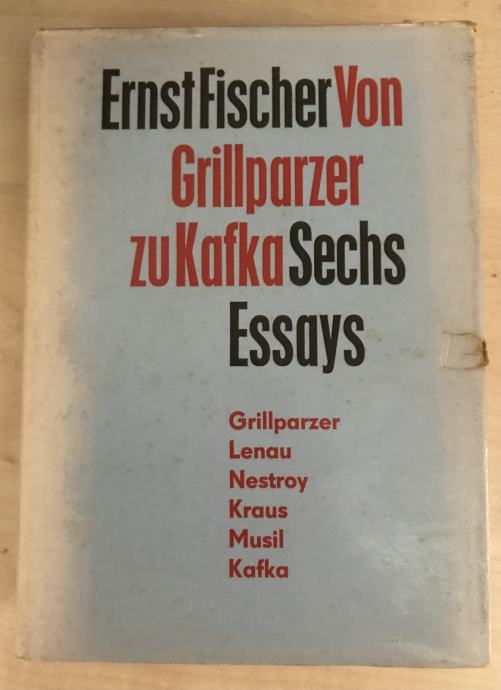 Ernst Fischer Von
Grillparzer
zu Kafka Sechs
Essays
Grillparzer
Lenau
Nestroy
Kraus
Musil
Kafka